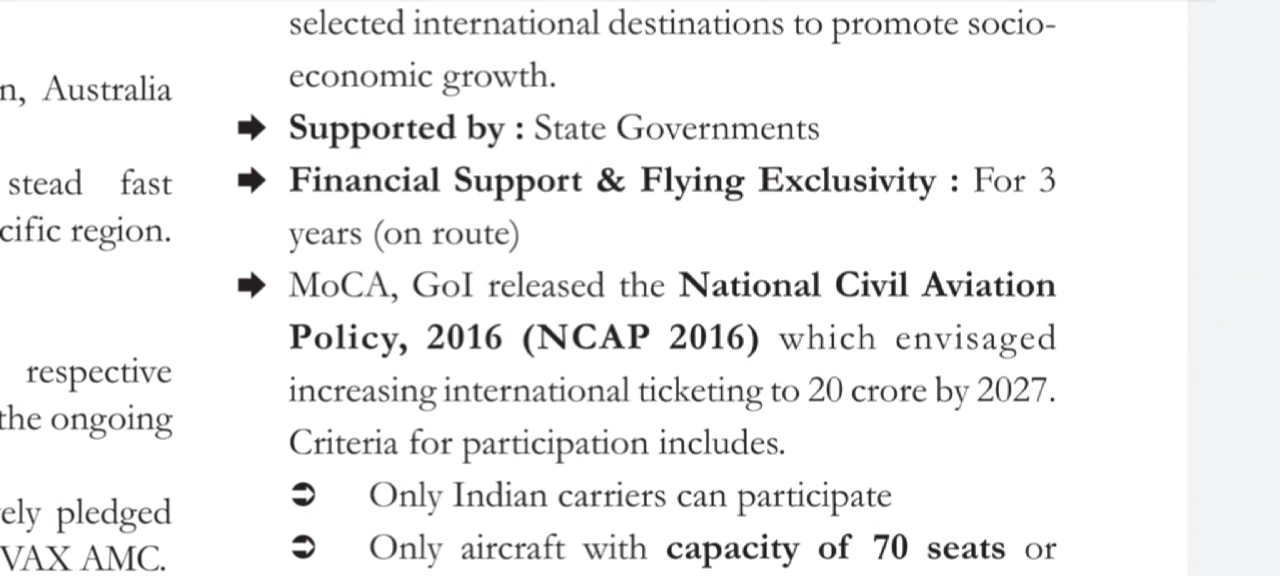 n, Australia
stead fast
cific region.
respective
the ongoing
ely pledged
VAX AMC.
selected international destinations to promote socio-
economic growth.
Supported by : State Governments
Financial Support & Flying Exclusivity : For 3
years (on route)
MoCA, GoI released the National Civil Aviation
Policy, 2016 (NCAP 2016) which envisaged
increasing international ticketing to 20 crore by 2027.
Criteria for participation includes.
Only Indian carriers can participate
Only aircraft with capacity of 70 seats or